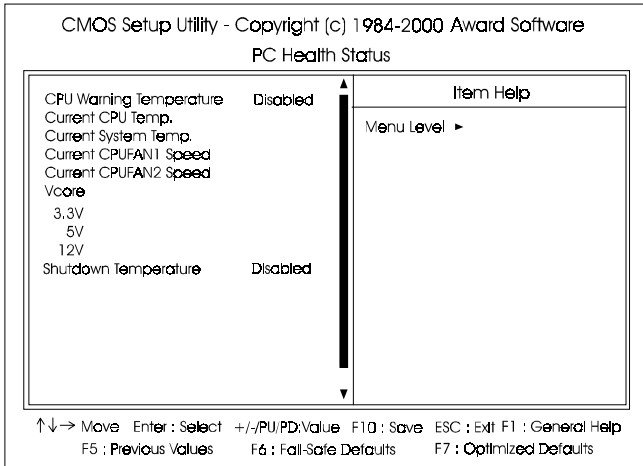 CMOS Setup Utility - Copyright (c) 1984-2000 Award Software
PC Health Status
CPU Warning Temperature Disabled
Current CPU Temp.
Current System Temp.
Current CPUFAN1 Speed
Current CPUFAN2 Speed
Vcore
3.3V
5V
12V
Shutdown Temperature Disabled
Item Help
Menu Level ►
↑↓→ Move Enter : Select +/-/PU/PD:Value F10 : Save ESC : Exit F1 : General Help
F5 : Previous Values F6 : Fail-Safe Defaults F7 : Optimized Defaults